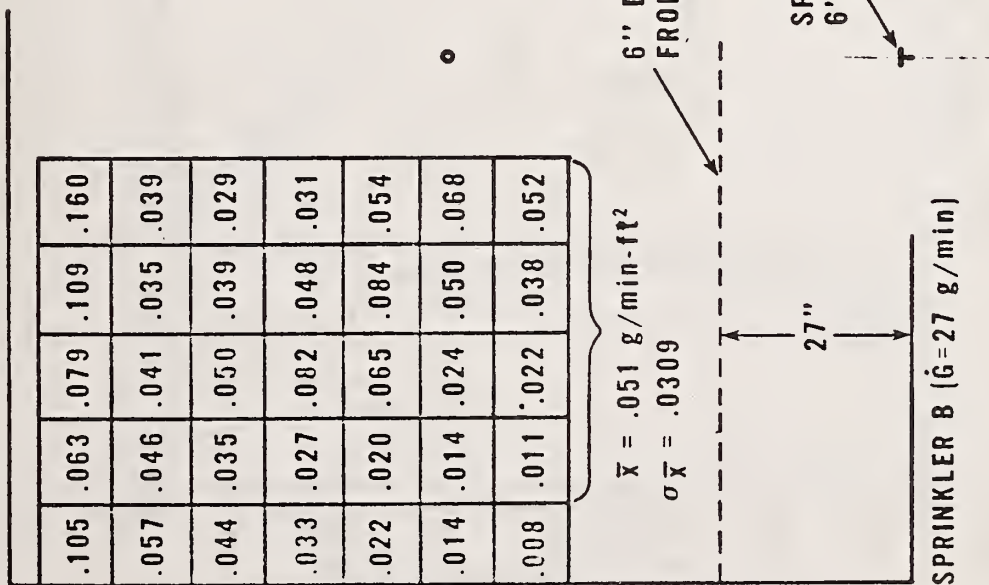 .105 .063 .079 .109 .160
.057 .046 .041 .035 .039
.044 .035 .050 .039 .029
.033 .027 .082 .048 .031
.022 .020 .065 .084 .054
.014 .014 .024 .050 .068
.008 .011 .022 .038 .052
x̄ = .051 g/min-ft²
σx̄ = .0309
6''
27''
6''
SPRINKLER B (Ġ=27 g/min)